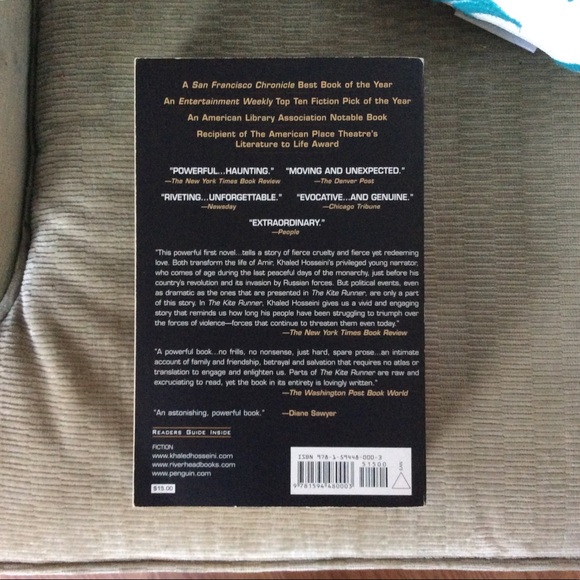 A San Francisco Chronicle Best Book of the Year
An Entertainment Weekly Top Ten Fiction Pick of the Year
An American Library Association Notable Book
Recipient of The American Place Theatre's
Literature to Life Award
"POWERFUL...HAUNTING."
—The New York Times Book Review
"MOVING AND UNEXPECTED."
—The Denver Post
"RIVETING...UNFORGETTABLE."
—Newsday
"EVOCATIVE...AND GENUINE."
—Chicago Tribune
"EXTRAORDINARY."
—People
"This powerful first novel...tells a story of fierce cruelty and fierce yet redeeming
love. Both transform the life of Amir, Khaled Hosseini's privileged young narrator,
who comes of age during the last peaceful days of the monarchy, just before his
country's revolution and its invasion by Russian forces. But political events, even
as dramatic as the ones that are presented in The Kite Runner, are only a part
of this story. In The Kite Runner, Khaled Hosseini gives us a vivid and engaging
story that reminds us how long his people have been struggling to triumph over
the forces of violence—forces that continue to threaten them even today."
—The New York Times Book Review
"A powerful book...no frills, no nonsense, just hard, spare prose...an intimate
account of family and friendship, betrayal and salvation that requires no atlas or
translation to engage and enlighten us. Parts of The Kite Runner are raw and
excruciating to read, yet the book in its entirety is lovingly written."
—The Washington Post Book World
"An astonishing, powerful book." —Diane Sawyer
READERS GUIDE INSIDE
FICTION
www.khaledhosseini.com
www.riverheadbooks.com
www.penguin.com
$15.00
ISBN 978-1-59448-000-3
51500
9 781594 480003